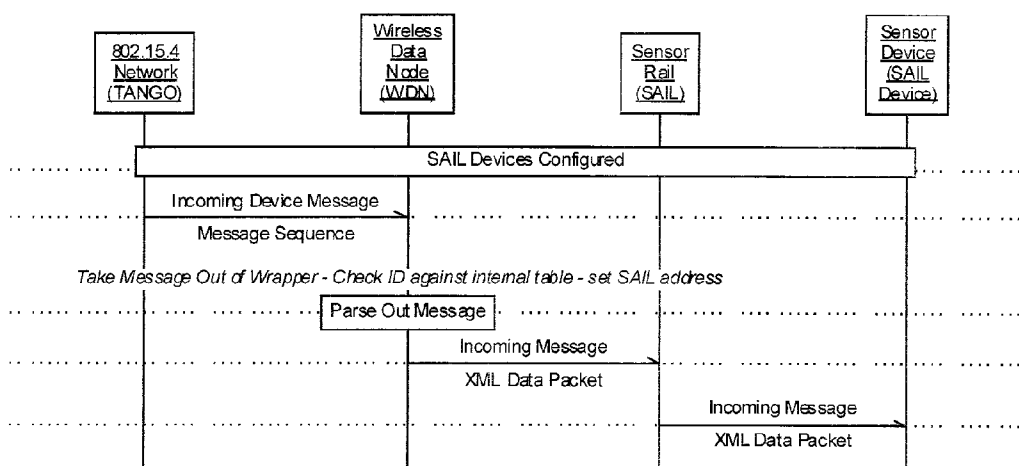 802.15.4
Network
(TANGO)
Wireless
Data
Node
(WDN)
Sensor
Rail
(SAIL)
Sensor
Device
(SAIL
Device)
SAIL Devices Configured
Incoming Device Message
Message Sequence
Take Message Out of Wrapper - Check ID against internal table - set SAIL address
Parse Out Message
Incoming Message
XML Data Packet
Incoming Message
XML Data Packet